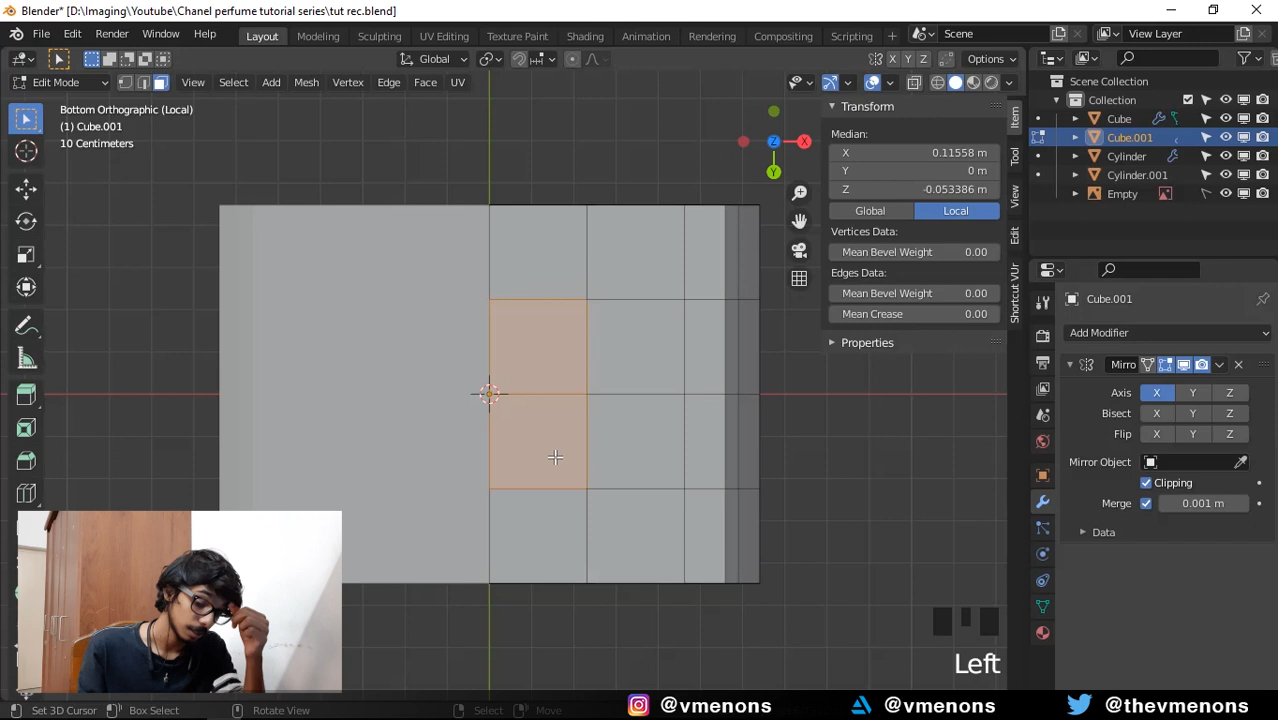 Blender* [D:\Imaging\Youtube\Chanel perfume tutorial series\tut rec.blend]
File Edit Render Window Help
Layout Modeling Sculpting UV Editing Texture Paint Shading Animation Rendering Compositing Scripting
Scene
View Layer
Global
X Y Z Options
Edit Mode
View Select Add Mesh Vertex Edge Face UV
Bottom Orthographic (Local)
(1) Cube.001
10 Centimeters
Z X
Y
Transform
Median:
X 0.11558 m
Y 0 m
Z -0.053386 m
Global Local
Vertices Data:
Mean Bevel Weight 0.00
Edges Data:
Mean Bevel Weight 0.00
Mean Crease 0.00
Properties
Item
Tool
View
Edit
Shortcut VUr
Scene Collection
Collection
Cube
Cube.001
Cylinder
Cylinder.001
Empty
Cube.001
Add Modifier
Mirro
Axis X Y Z
Bisect X Y Z
Flip X Y Z
Mirror Object
Clipping
Merge 0.001 m
Data
Left
@vmenons @vmenons @thevmenons
Set 3D Cursor Box Select Rotate View Select Move